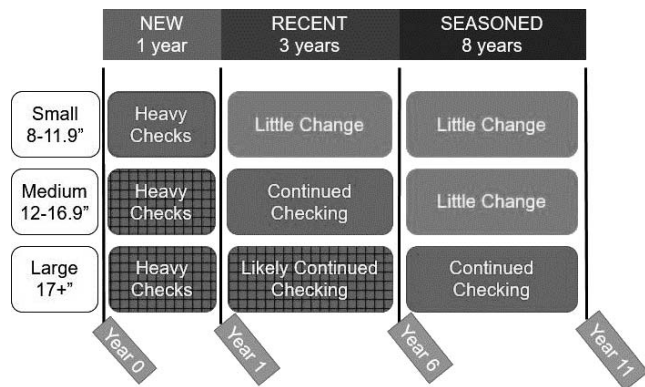 NEW
1 year
RECENT
3 years
SEASONED
8 years
Small
8-11.9”
Heavy
Checks
Little Change
Little Change
Medium
12-16.9”
Heavy
Checks
Continued
Checking
Little Change
Large
17+”
Heavy
Checks
Likely Continued
Checking
Continued
Checking
Year 0
Year 1
Year 6
Year 11